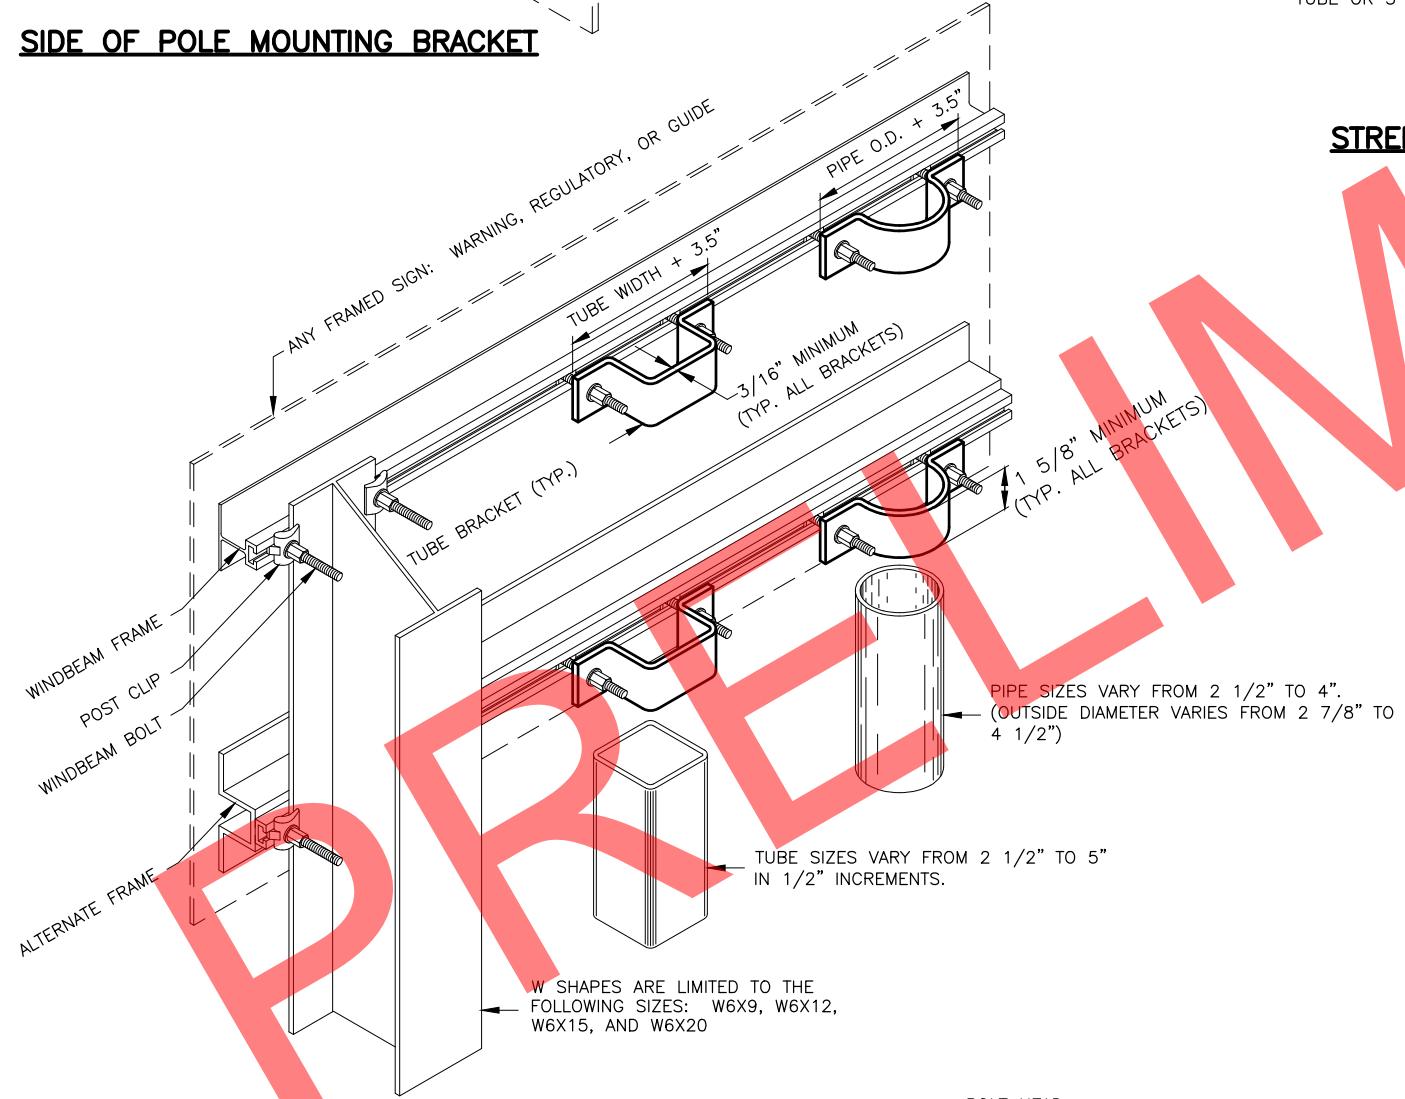 TUBE OR 3
SIDE OF POLE MOUNTING BRACKET
STREE
ANY FRAMED SIGN: WARNING, REGULATORY, OR GUIDE
PIPE O.D. + 3.5"
TUBE WIDTH + 3.5"
3/16" MINIMUM
(TYP. ALL BRACKETS)
1 5/8" MINIMUM
(TYP. ALL BRACKETS)
TUBE BRACKET (TYP.)
WINDBEAM FRAME
POST CLIP
WINDBEAM BOLT
ALTERNATE FRAME
PIPE SIZES VARY FROM 2 1/2" TO 4".
(OUTSIDE DIAMETER VARIES FROM 2 7/8" TO
4 1/2")
TUBE SIZES VARY FROM 2 1/2" TO 5"
IN 1/2" INCREMENTS.
W SHAPES ARE LIMITED TO THE
FOLLOWING SIZES: W6X9, W6X12,
W6X15, AND W6X20
PRELIM